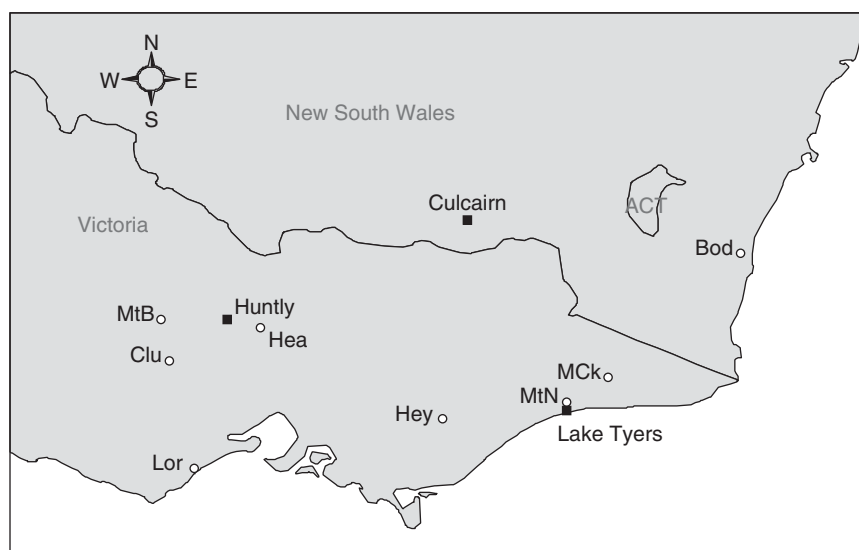 N
W E
S
New South Wales
Culcairn
ACT
Victoria
Bod
MtB
Huntly
Hea
Clu
MCk
MtN
Hey
Lake Tyers
Lor